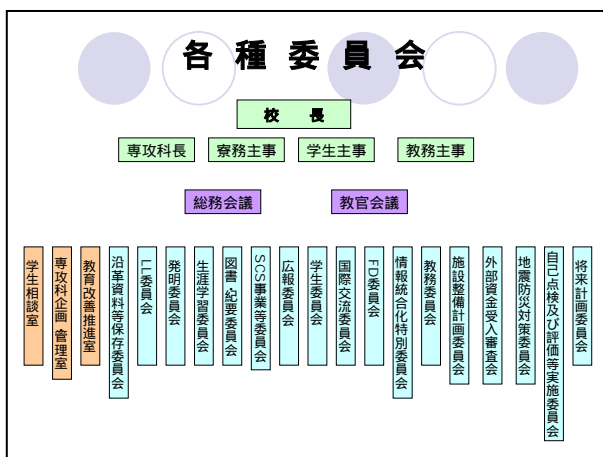 各種委員会
校　長
専攻科長
寮務主事
学生主事
教務主事
総務会議
教官会議
学生相談室
専攻科企画・管理室
教育改善推進室
沿革資料等保存委員会
LL委員会
発明委員会
生涯学習委員会
図書・紀要委員会
SCS事業等委員会
広報委員会
学生委員会
国際交流委員会
FD委員会
情報統合化特別委員会
教務委員会
施設整備計画委員会
外部資金受入審査会
地震防災対策委員会
自己点検及び評価等実施委員会
将来計画委員会